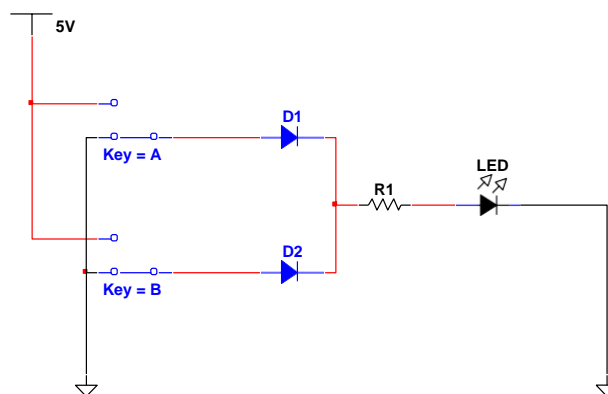 5V
D1
Key = A
LED
R1
D2
Key = B